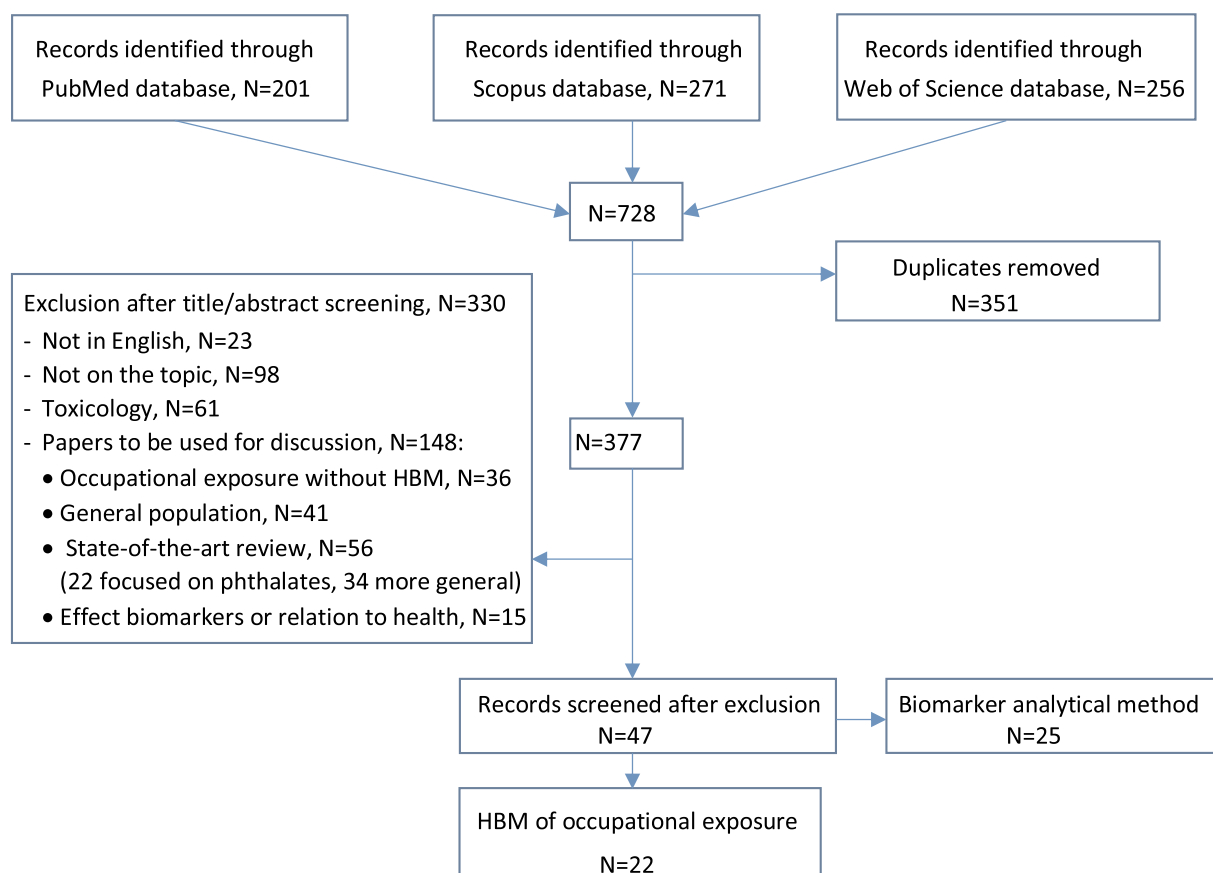 Records identified through
PubMed database, N=201
Records identified through
Scopus database, N=271
Records identified through
Web of Science database, N=256
N=728
Duplicates removed
N=351
Exclusion after title/abstract screening, N=330
- Not in English, N=23
- Not on the topic, N=98
- Toxicology, N=61
- Papers to be used for discussion, N=148:
• Occupational exposure without HBM, N=36
• General population, N=41
• State-of-the-art review, N=56
(22 focused on phthalates, 34 more general)
• Effect biomarkers or relation to health, N=15
N=377
Records screened after exclusion
N=47
Biomarker analytical method
N=25
HBM of occupational exposure
N=22